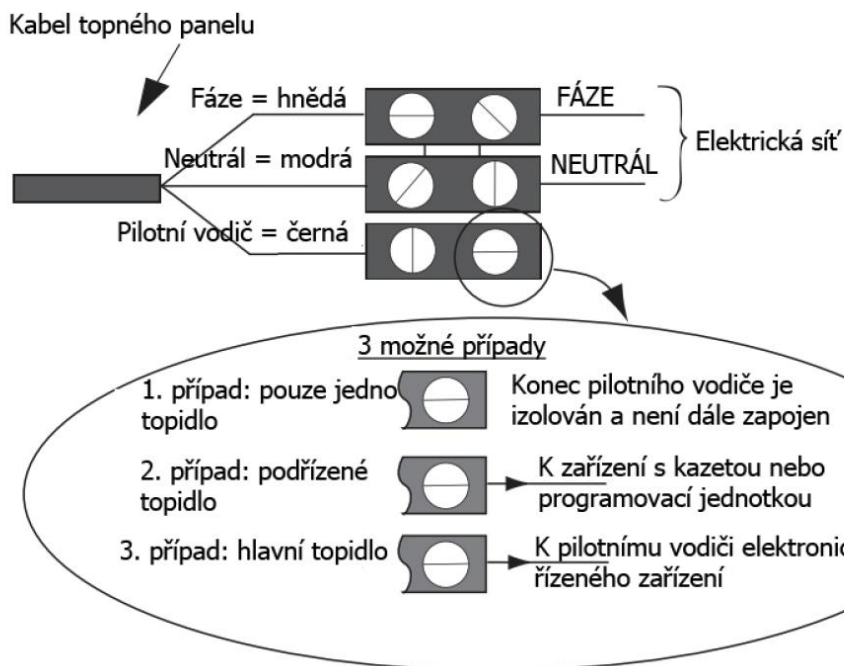 Kabel topného panelu
Fáze = hnědá
FÁZE
Neutrál = modrá
NEUTRÁL
Elektrická síť
Pilotní vodič = černá
3 možné případy
1. případ: pouze jedno
topidlo
Konec pilotního vodiče je
izolován a není dále zapojen
2. případ: podřízené
topidlo
K zařízení s kazetou nebo
programovací jednotkou
3. případ: hlavní topidlo
K pilotnímu vodiči
řízeného zařízení